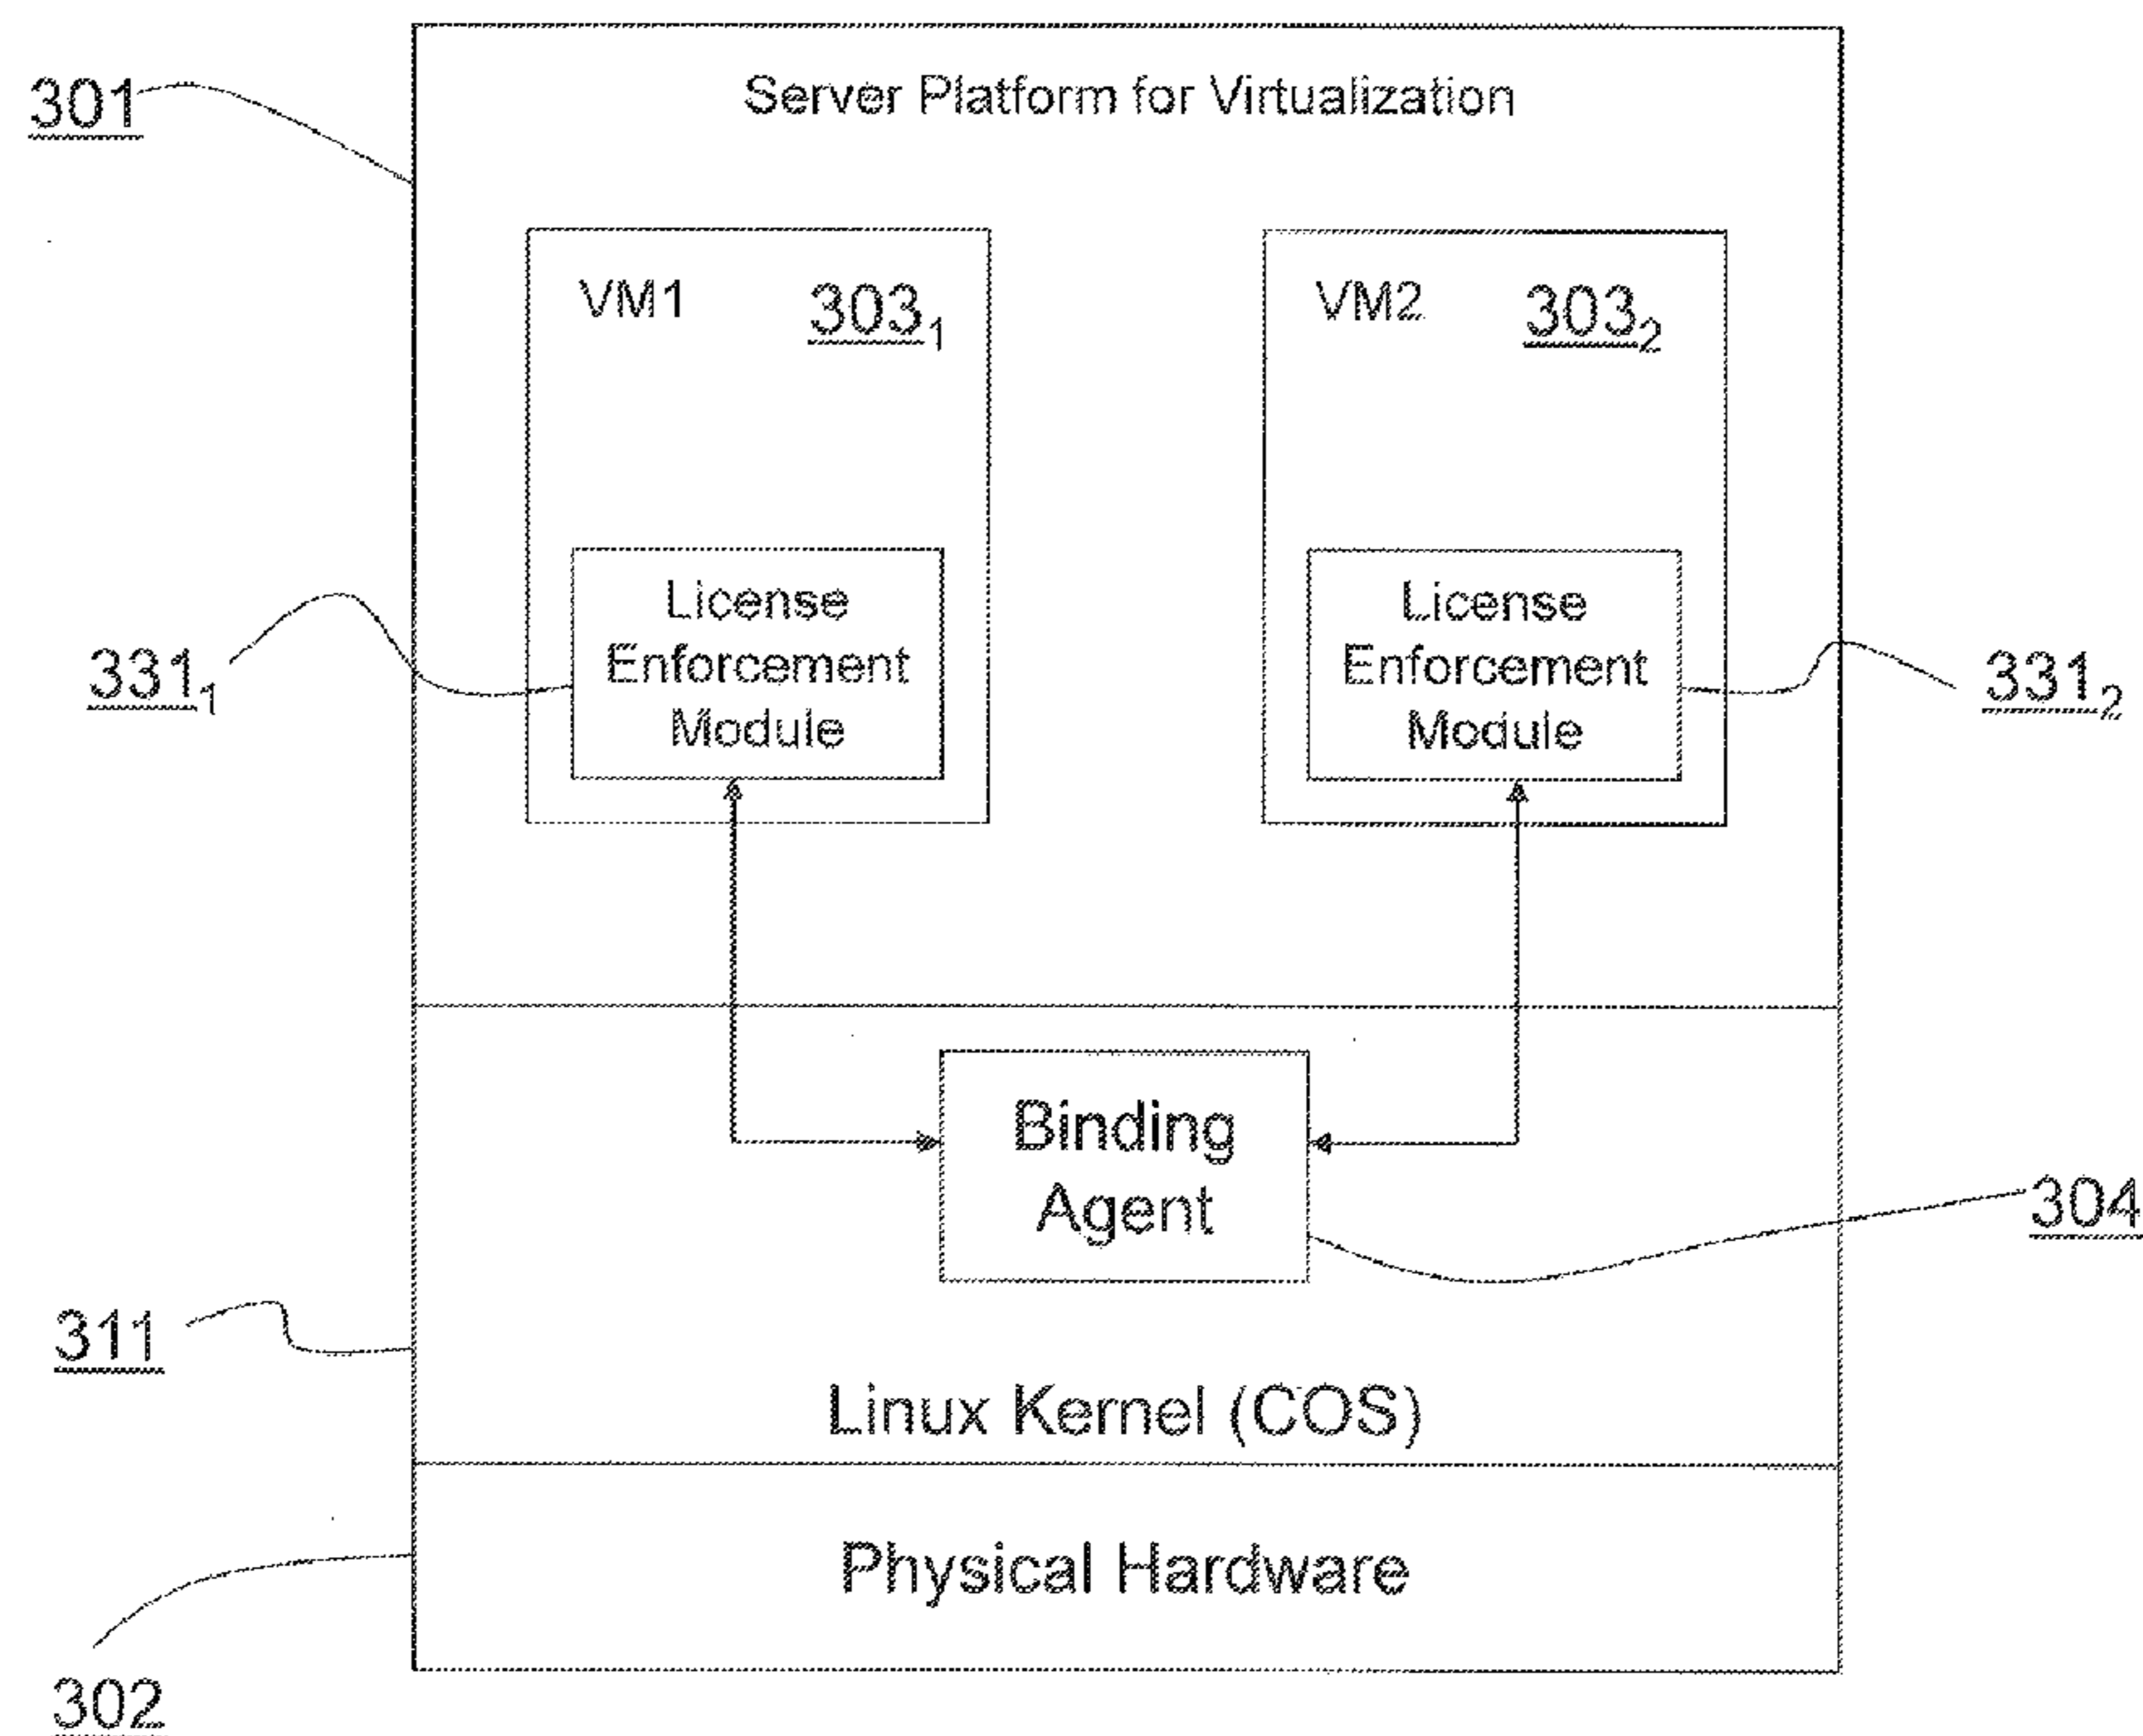 301
Server Platform for Virtualization
VM1 303₁
VM2 303₂
License
Enforcement
Module
License
Enforcement
Module
331₁
331₂
Binding
Agent
304
311
Linux Kernel (COS)
Physical Hardware
302